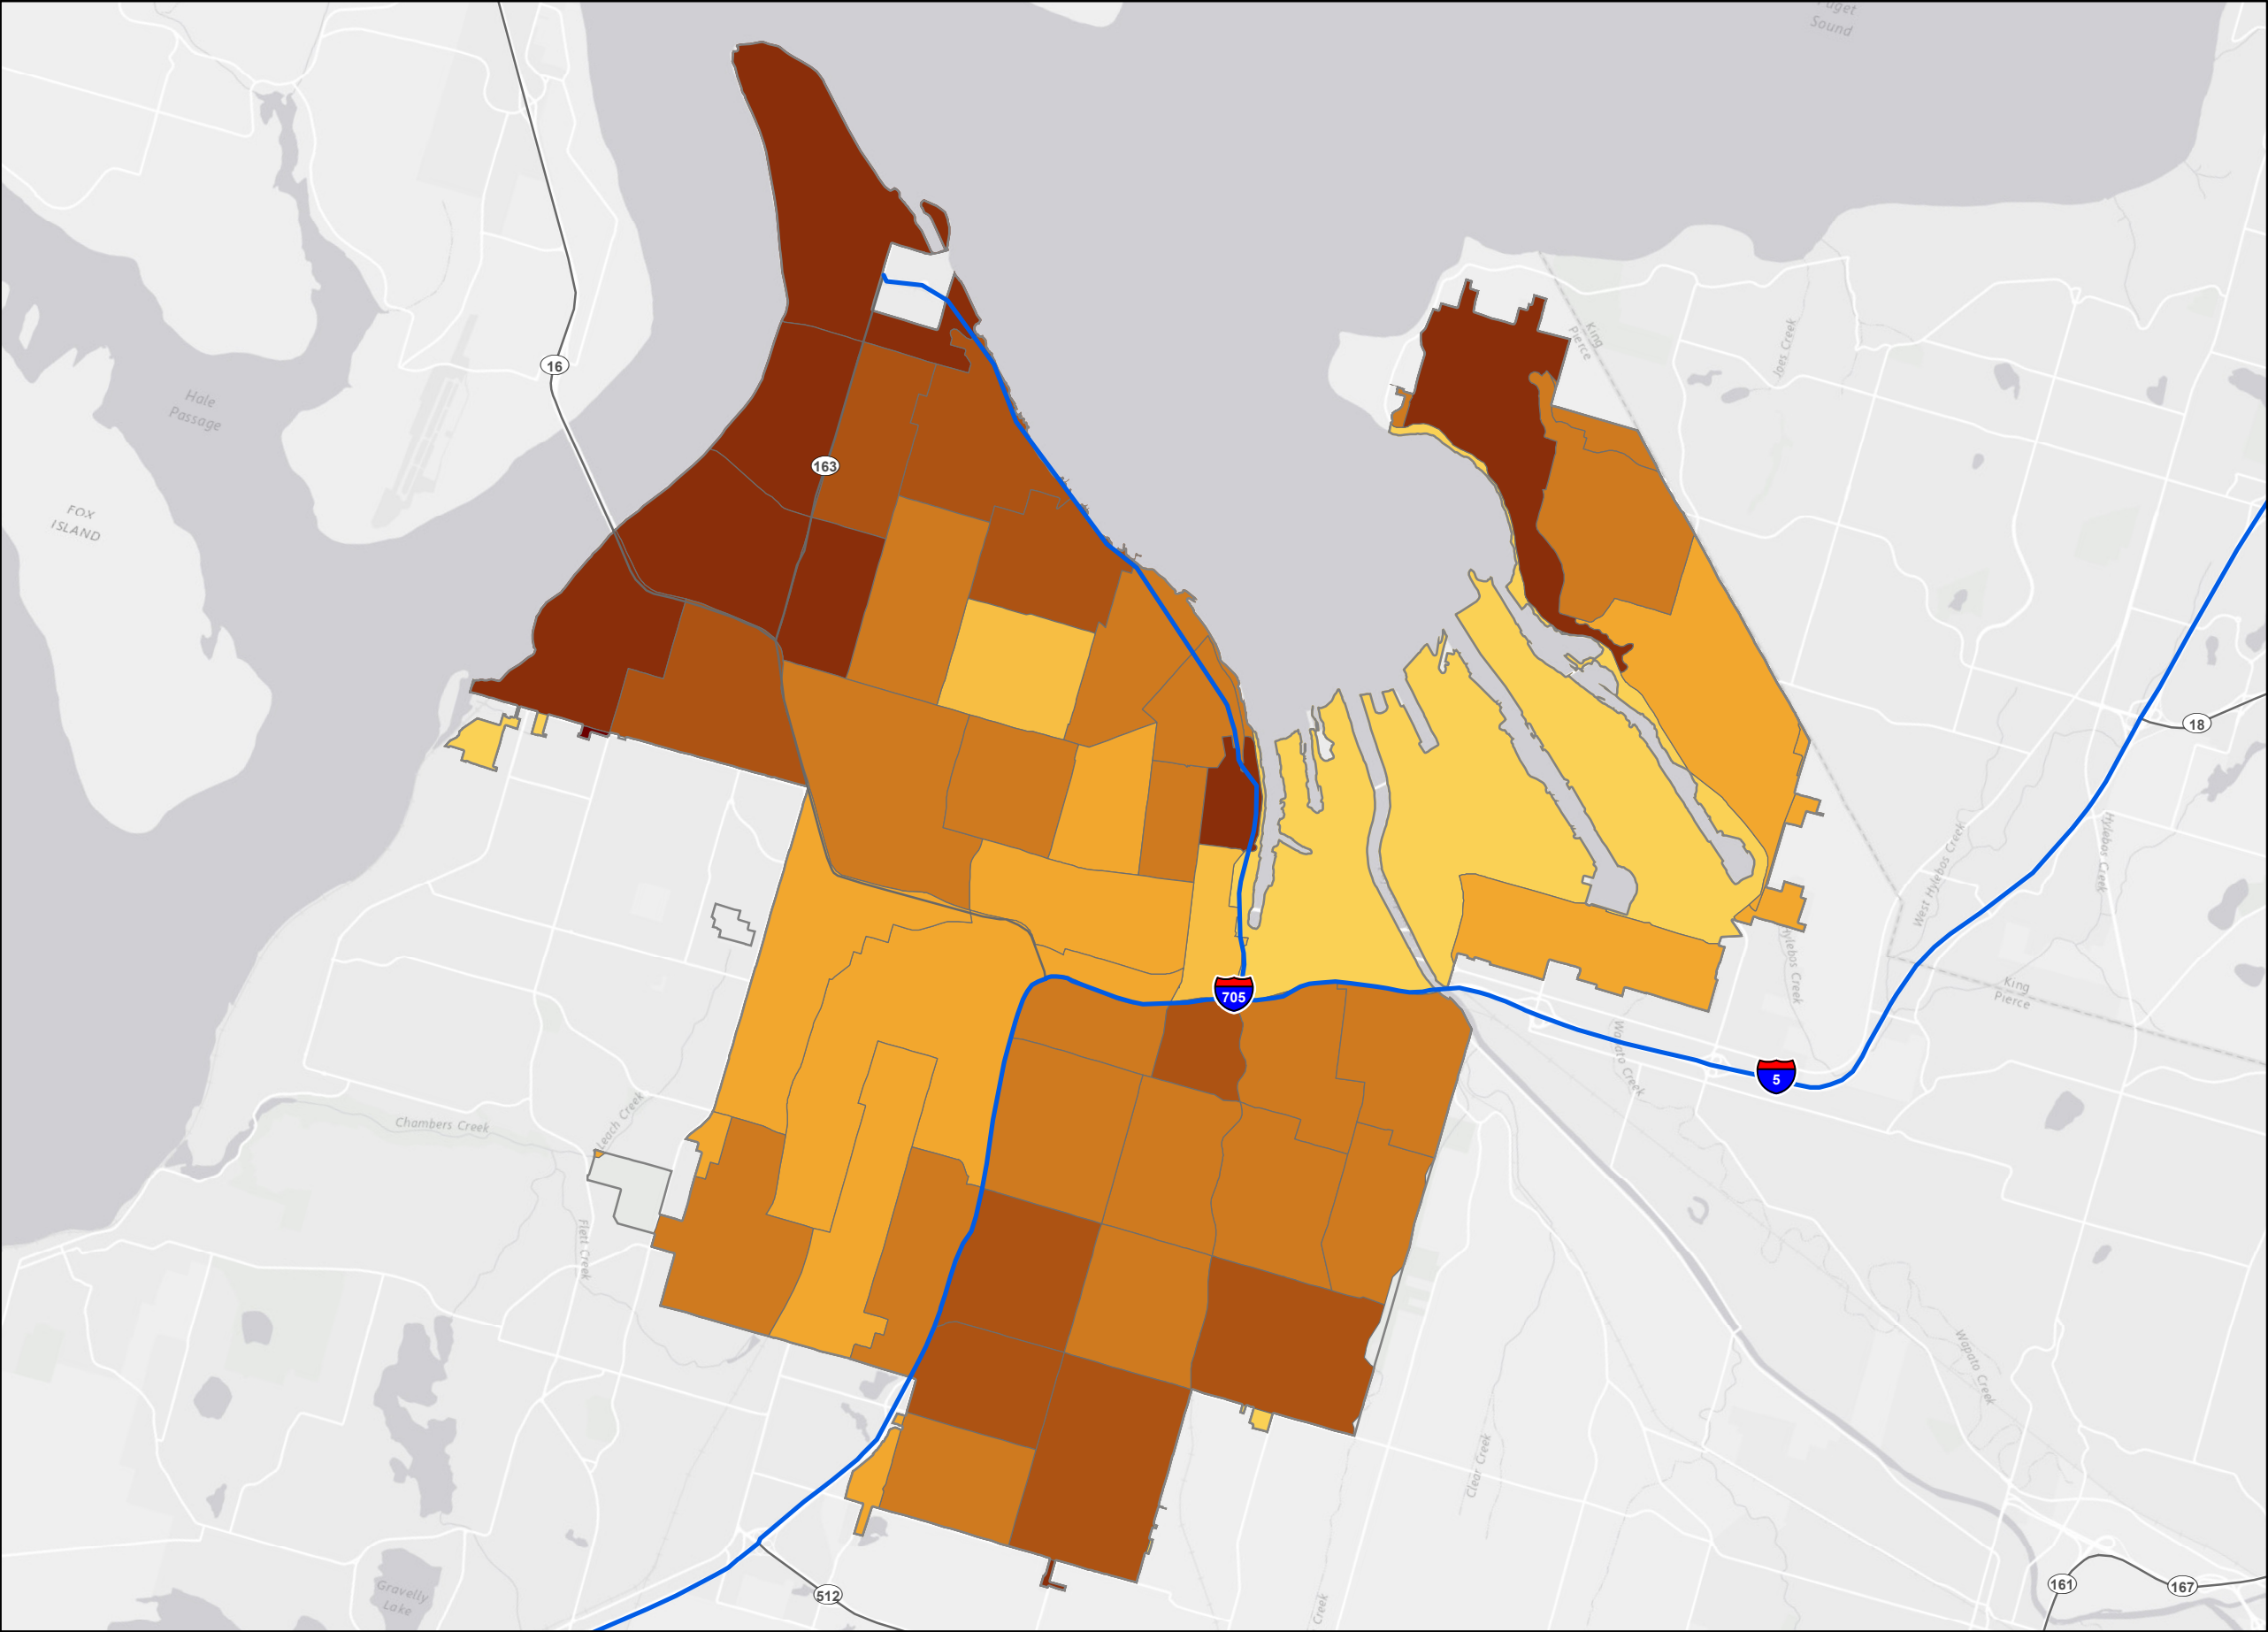 Puget
Sound
King
Pierce
Joes Creek
16
Hale
Passage
163
FOX
ISLAND
18
West Hylebos Creek
Hylebos Creek
Hylebos Creek
705
King
Pierce
5
Wapato Creek
Leach Creek
Chambers Creek
Flett Creek
Wapato Creek
Clear Creek
Gravelly
Lake
512
Creek
161
167